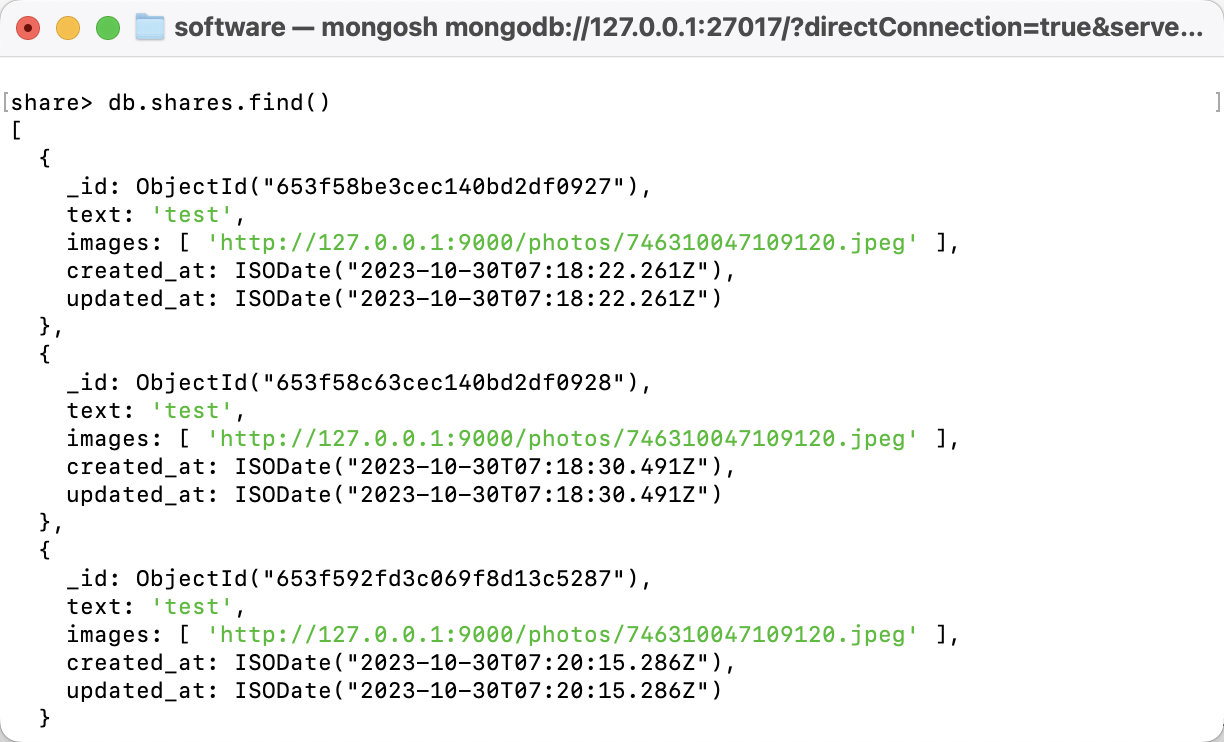 software — mongosh mongodb://127.0.0.1:27017/?directConnection=true&serve...
[share> db.shares.find() ]
[
  {
    _id: ObjectId("653f58be3cec140bd2df0927"),
    text: 'test',
    images: [ 'http://127.0.0.1:9000/photos/746310047109120.jpeg' ],
    created_at: ISODate("2023-10-30T07:18:22.261Z"),
    updated_at: ISODate("2023-10-30T07:18:22.261Z")
  },
  {
    _id: ObjectId("653f58c63cec140bd2df0928"),
    text: 'test',
    images: [ 'http://127.0.0.1:9000/photos/746310047109120.jpeg' ],
    created_at: ISODate("2023-10-30T07:18:30.491Z"),
    updated_at: ISODate("2023-10-30T07:18:30.491Z")
  },
  {
    _id: ObjectId("653f592fd3c069f8d13c5287"),
    text: 'test',
    images: [ 'http://127.0.0.1:9000/photos/746310047109120.jpeg' ],
    created_at: ISODate("2023-10-30T07:20:15.286Z"),
    updated_at: ISODate("2023-10-30T07:20:15.286Z")
  }